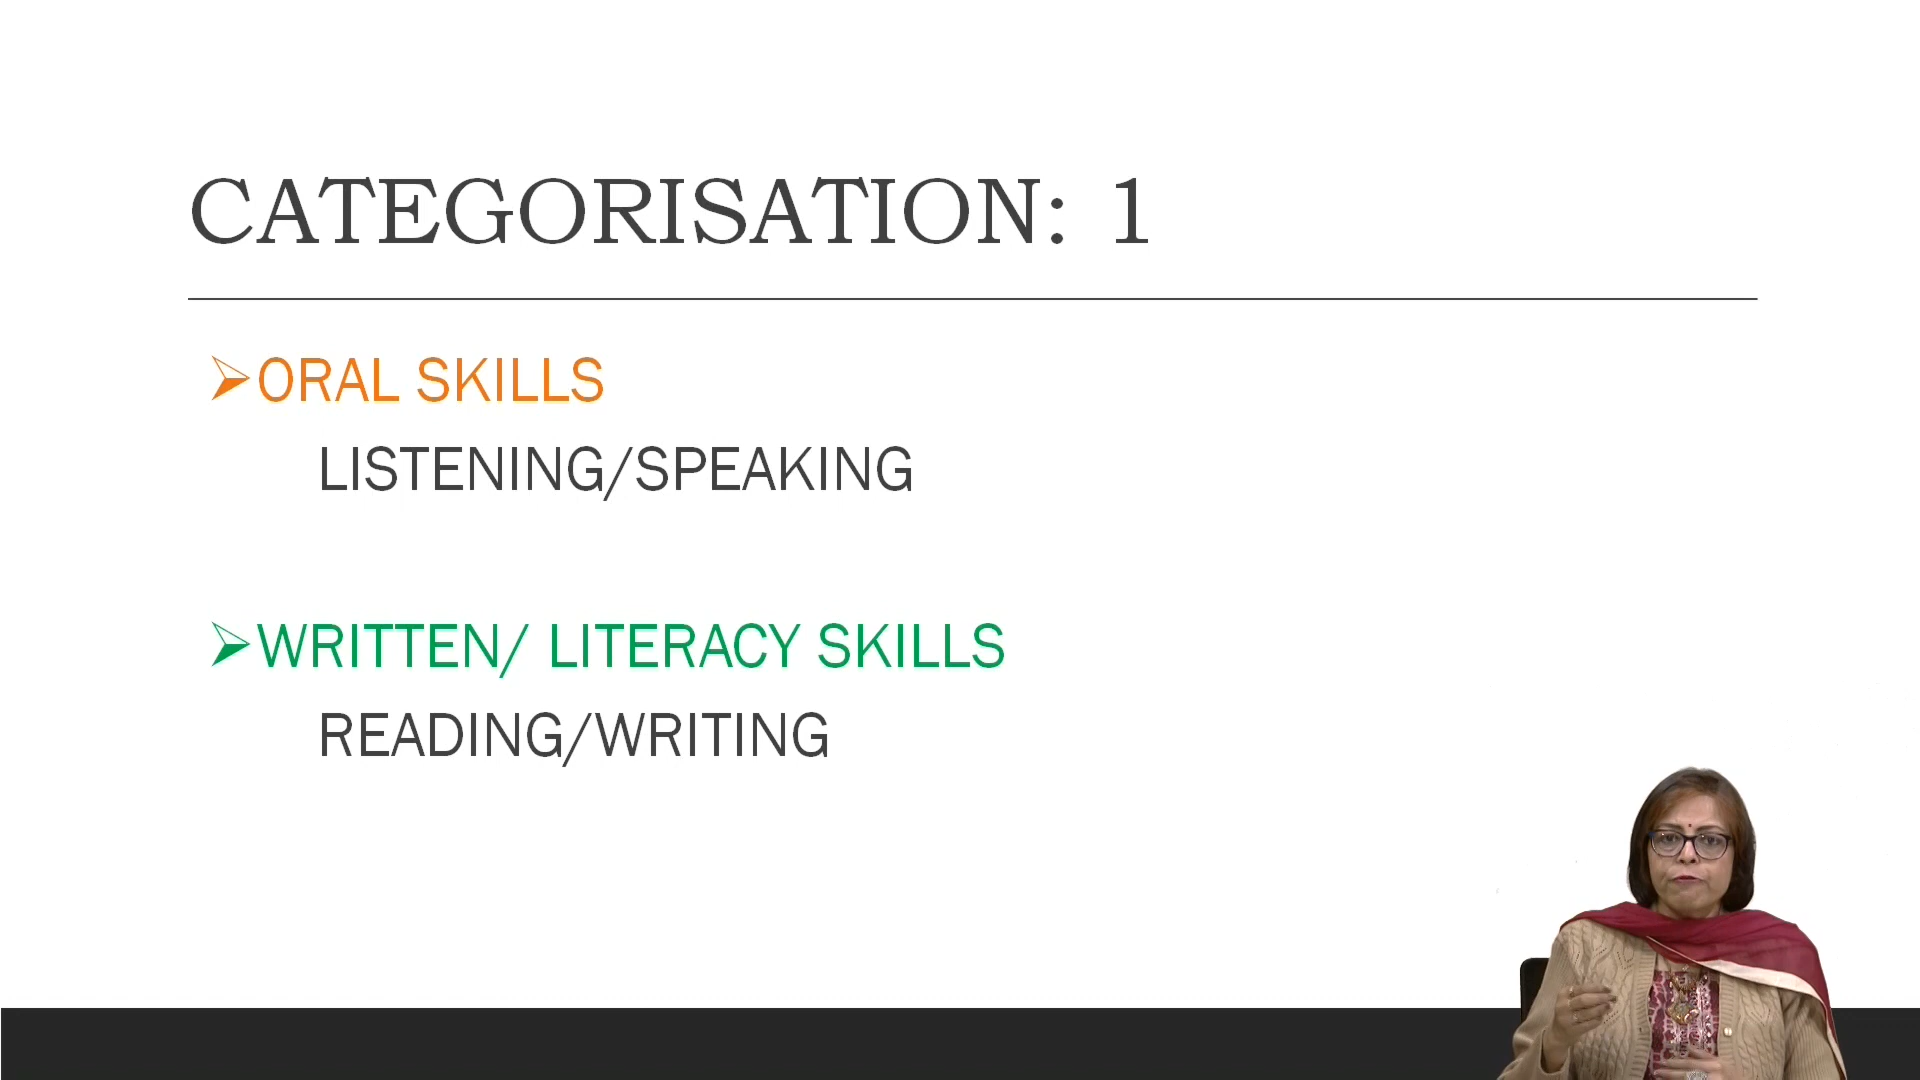 CATEGORISATION: 1
➢ORAL SKILLS
LISTENING/SPEAKING
➢WRITTEN/ LITERACY SKILLS
READING/WRITING